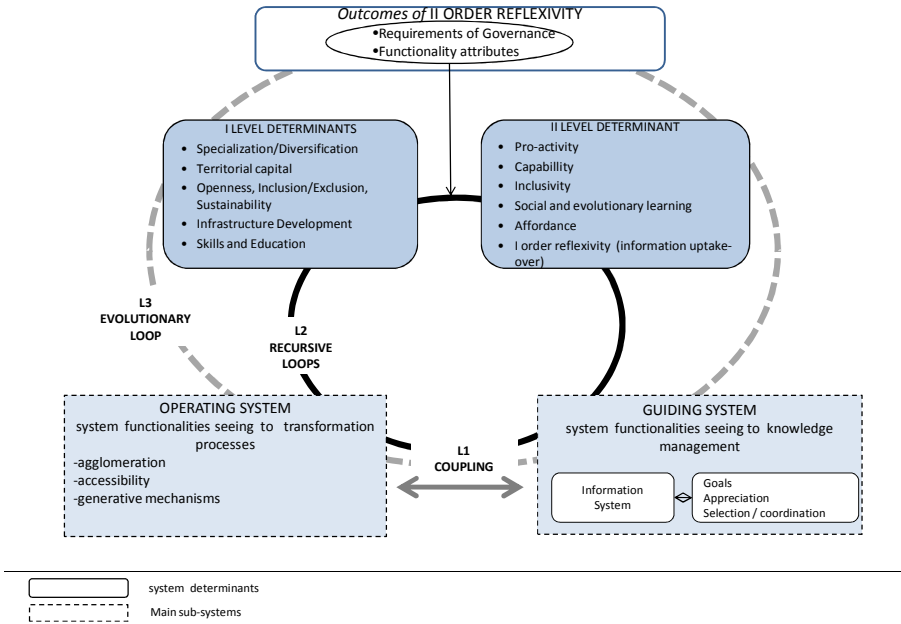 Outcomes of II ORDER REFLEXIVITY
•Requirements of Governance
•Functionality attributes
I LEVEL DETERMINANTS
• Specialization/Diversification
• Territorial capital
• Openness, Inclusion/Exclusion,
Sustainability
• Infrastructure Development
• Skills and Education
II LEVEL DETERMINANT
• Pro-activity
• Capabillity
• Inclusivity
• Social and evolutionary learning
• Affordance
• I order reflexivity (information uptake-
over)
L3
EVOLUTIONARY
LOOP
L2
RECURSIVE
LOOPS
OPERATING SYSTEM
system functionalities seeing to transformation
processes
-agglomeration
-accessibility
-generative mechanisms
L1
COUPLING
GUIDING SYSTEM
system functionalities seeing to knowledge
management
Information
System
Goals
Appreciation
Selection / coordination
system determinants
Main sub-systems